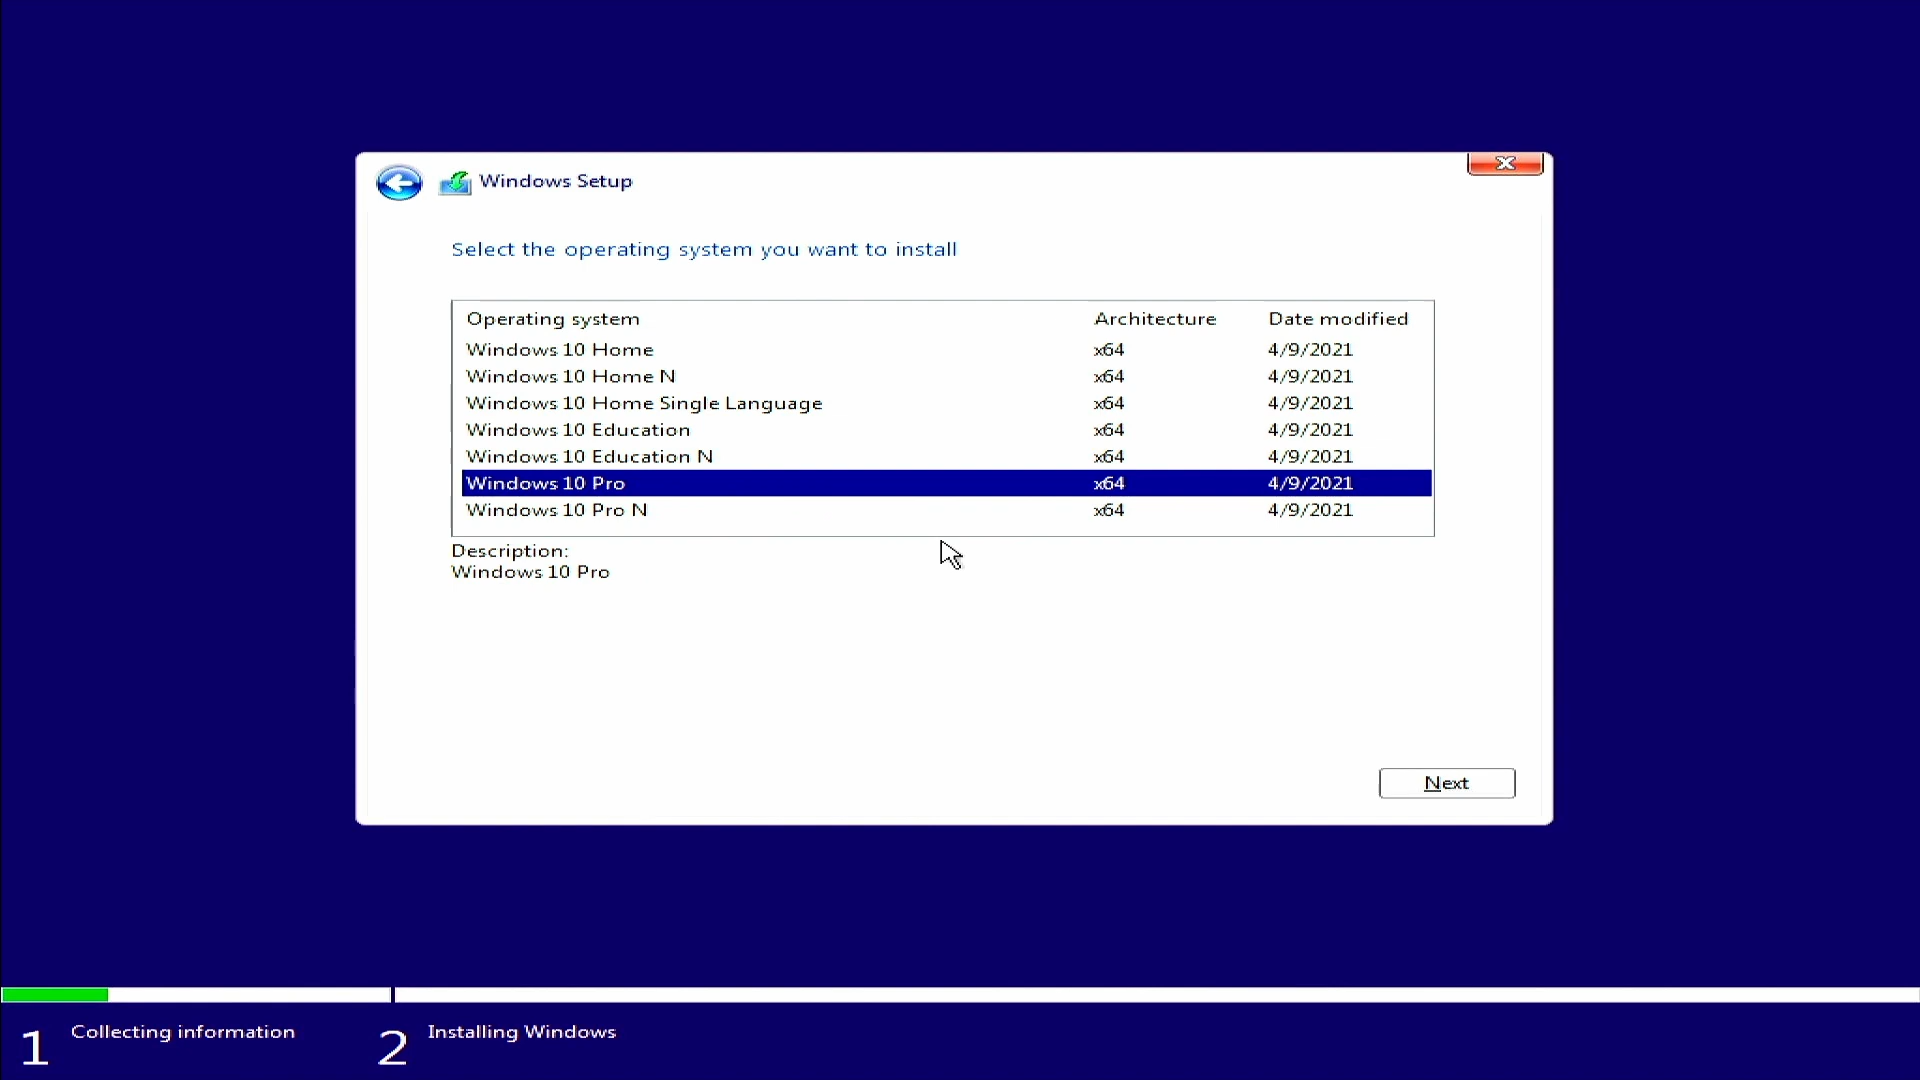 Windows Setup
Select the operating system you want to install
Operating system Architecture Date modified
Windows 10 Home x64 4/9/2021
Windows 10 Home N x64 4/9/2021
Windows 10 Home Single Language x64 4/9/2021
Windows 10 Education x64 4/9/2021
Windows 10 Education N x64 4/9/2021
Windows 10 Pro x64 4/9/2021
Windows 10 Pro N x64 4/9/2021
Description:
Windows 10 Pro
Next
1 Collecting information 2 Installing Windows